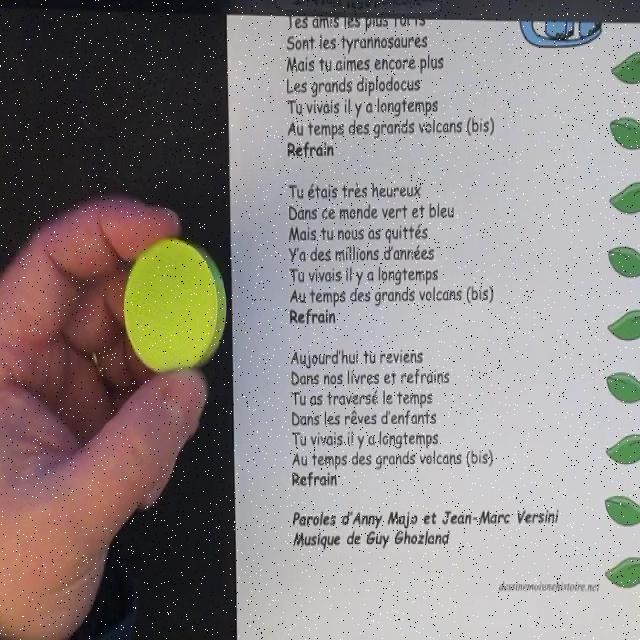 Tes amis les plus forts
Sont les tyrannosaures
Mais tu aimes encore plus
Les grands diplodocus
Tu vivais il y a longtemps
Au temps des grands volcans (bis)
Refrain
Tu étais très heureux
Dans ce monde vert et bleu
Mais tu nous as quittés
Y'a des millions d'années
Tu vivais il y a longtemps
Au temps des grands volcans (bis)
Refrain
Aujourd'hui tu reviens
Dans nos livres et refrains
Tu as traversé le temps
Dans les rêves d'enfants
Tu vivais il y a longtemps
Au temps des grands volcans (bis)
Refrain
Paroles d'Anny Majo et Jean-Marc Versini
Musique de Guy Ghozland
dessinemoiunehistoire.net